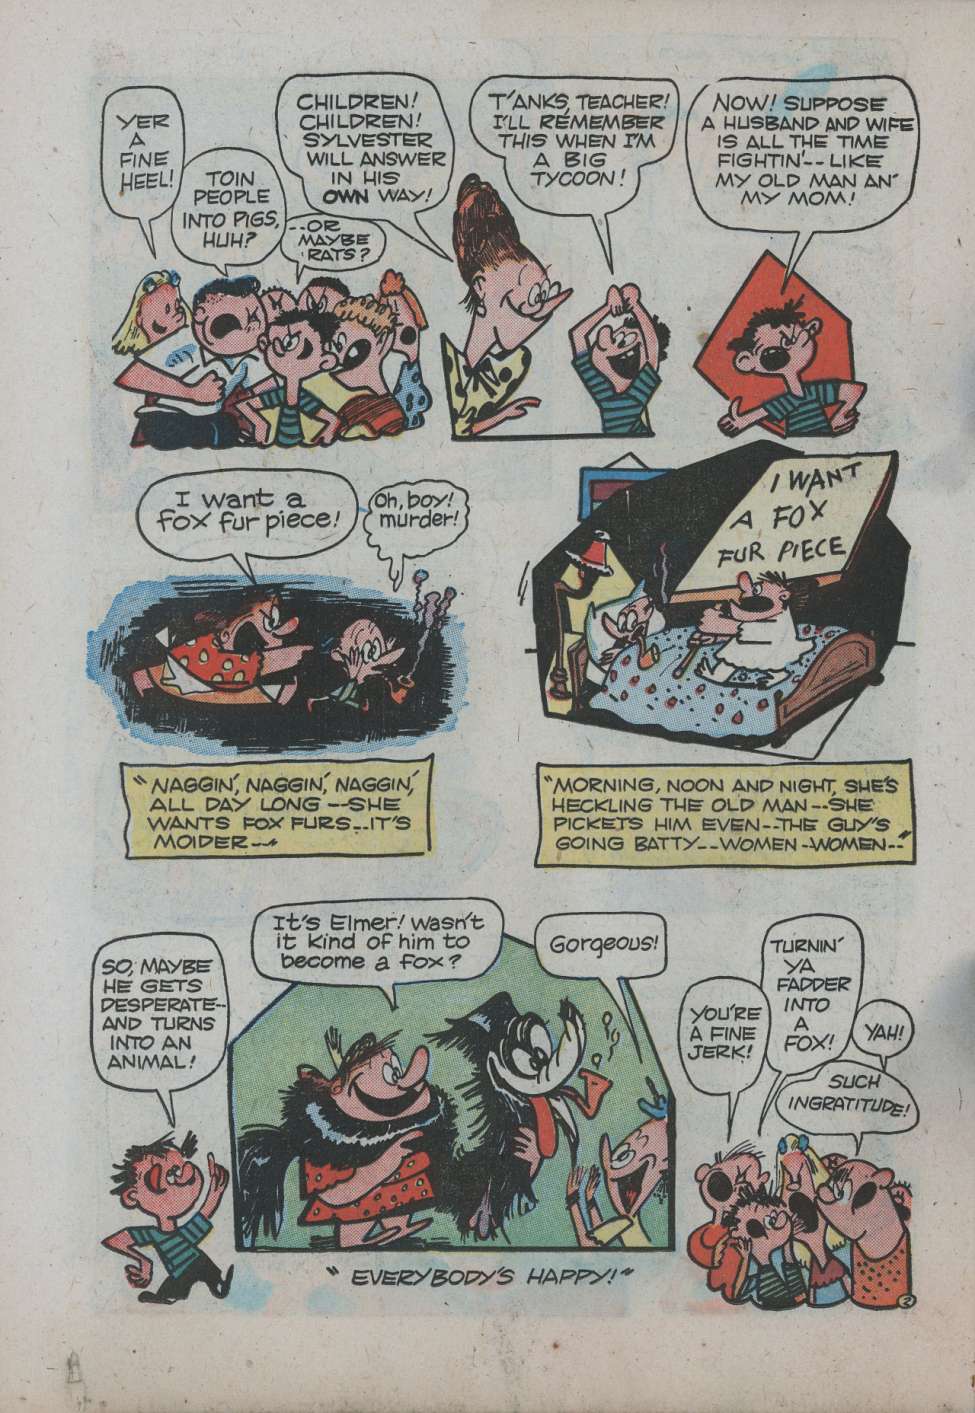 YER
A
FINE
HEEL!
TOIN
PEOPLE
INTO PIGS,
HUH?
--OR
MAYBE
RATS?
CHILDREN!
CHILDREN!
SYLVESTER
WILL ANSWER
IN HIS
OWN WAY!
T'ANKS, TEACHER!
I'LL REMEMBER
THIS WHEN I'M
A BIG
TYCOON!
NOW! SUPPOSE
A HUSBAND AND WIFE
IS ALL THE TIME
FIGHTIN'-- LIKE
MY OLD MAN AN'
MY MOM!
I want a
fox fur piece!
Oh, boy!
murder!
"NAGGIN', NAGGIN', NAGGIN',
ALL DAY LONG --SHE
WANTS FOX FURS--IT'S
MOIDER--"
I WANT
A FOX
FUR PIECE
"MORNING, NOON AND NIGHT, SHE'S
HECKLING THE OLD MAN--SHE
PICKETS HIM EVEN--THE GUY'S
GOING BATTY--WOMEN-WOMEN--"
SO, MAYBE
HE GETS
DESPERATE--
AND TURNS
INTO AN
ANIMAL!
It's Elmer! Wasn't
it kind of him to
become a fox?
Gorgeous!
"EVERYBODY'S HAPPY!"
YOU'RE
A FINE
JERK!
TURNIN'
YA
FADDER
INTO
A
FOX!
YAH!
SUCH
INGRATITUDE!
2